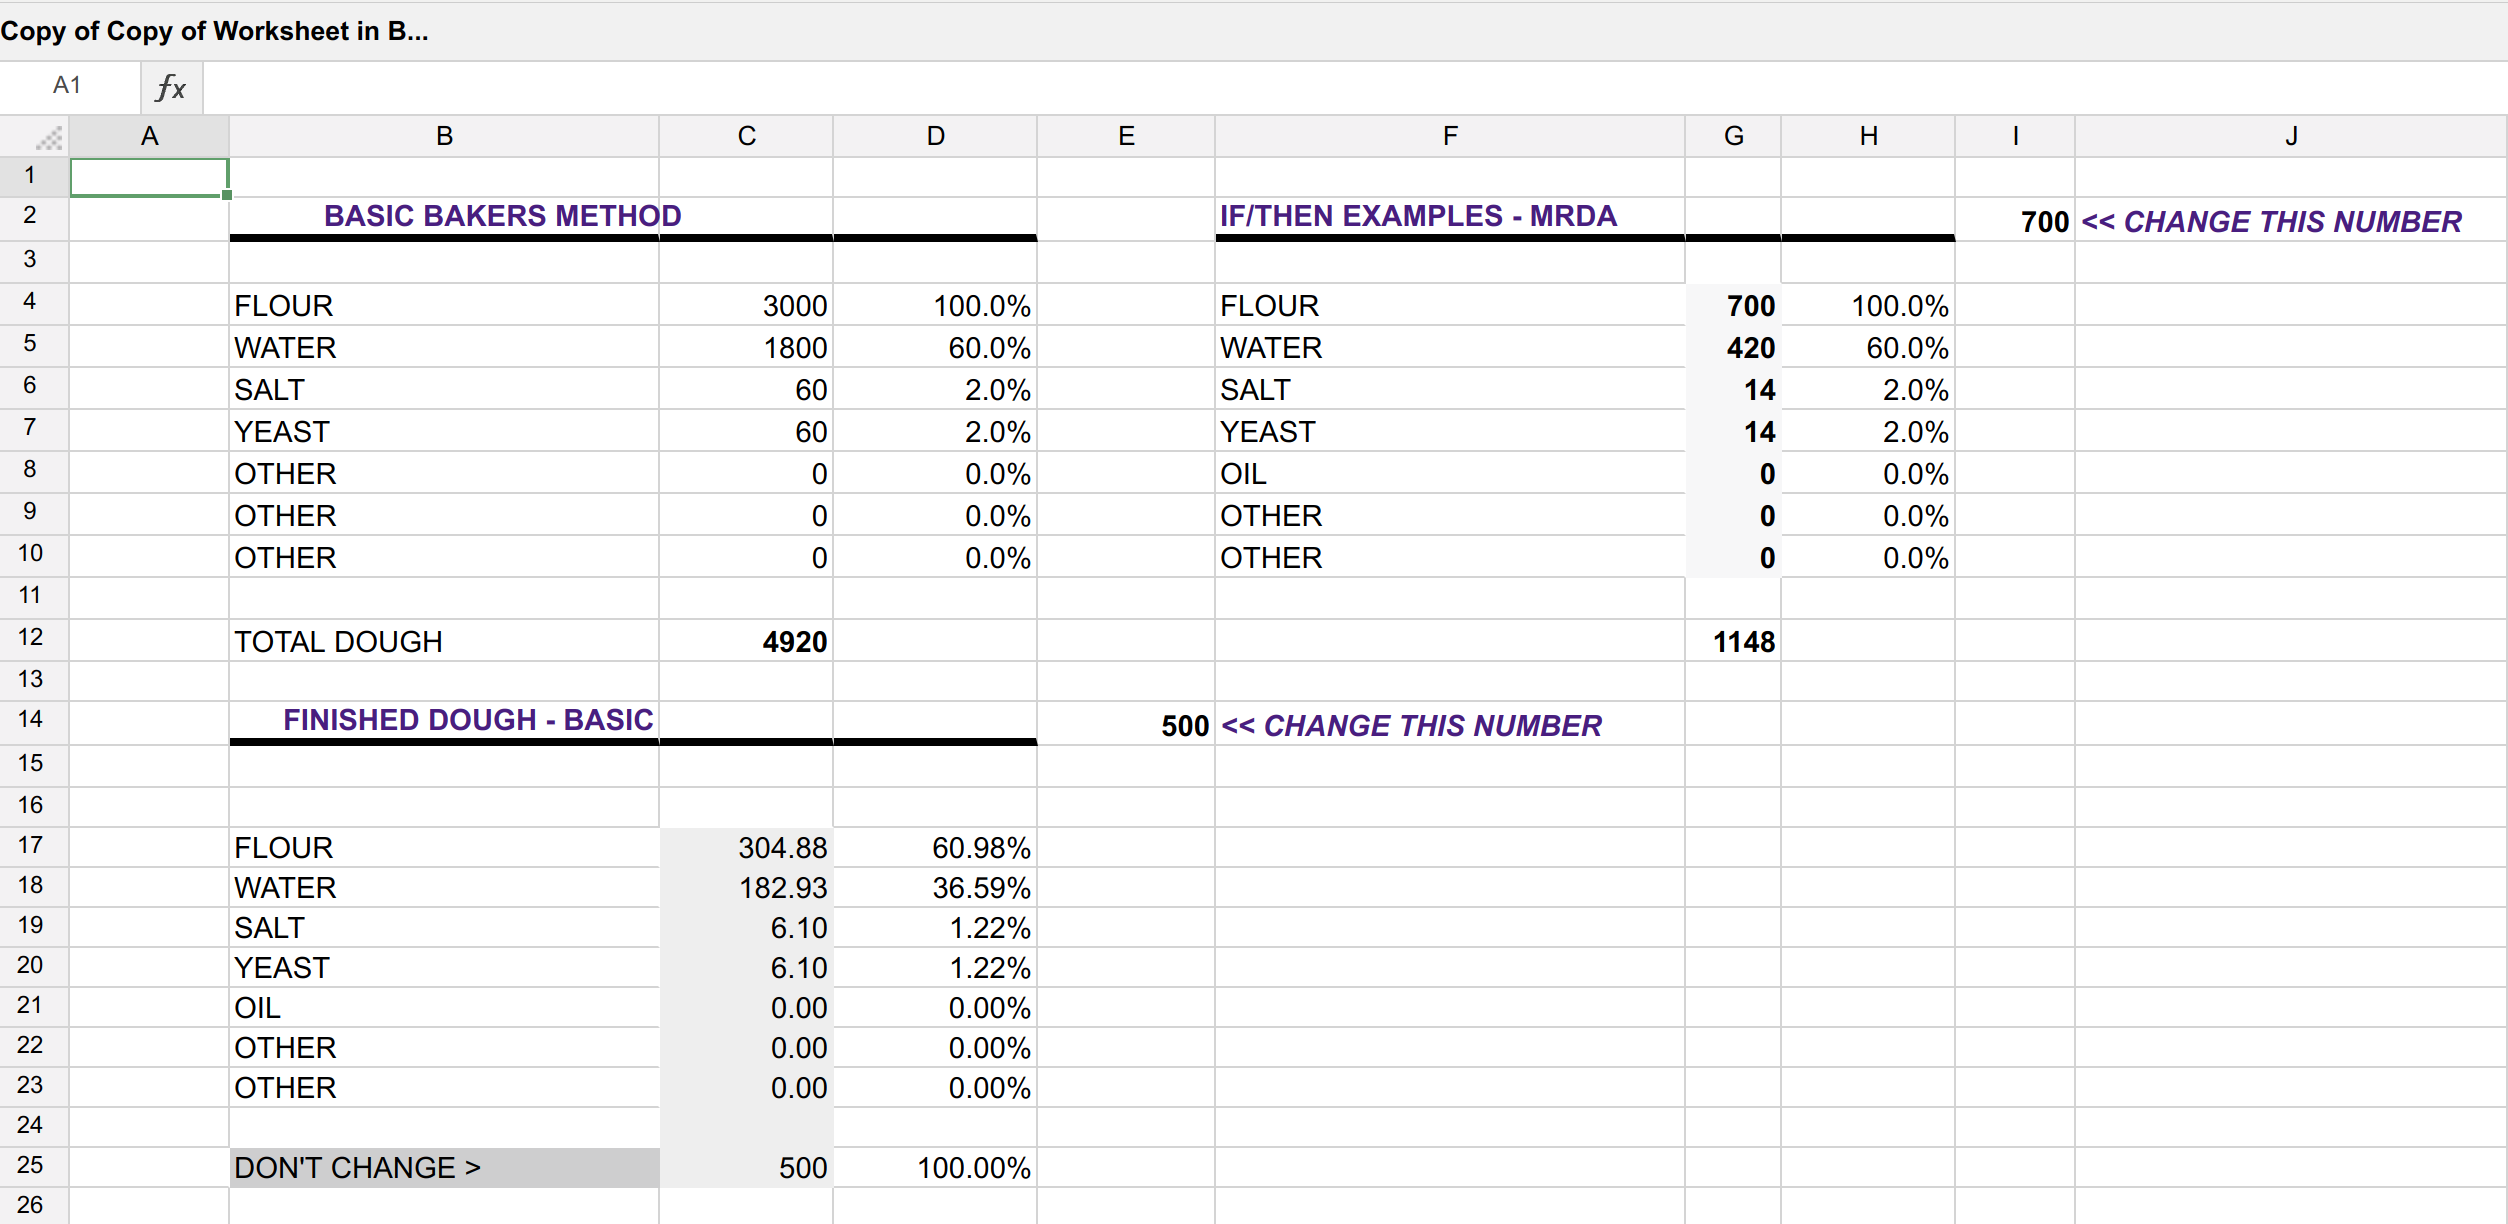 Copy of Copy of Worksheet in B...
A1 fx
A B C D E F G H I J
1
2 BASIC BAKERS METHOD IF/THEN EXAMPLES - MRDA 700 << CHANGE THIS NUMBER
3
4 FLOUR 3000 100.0% FLOUR 700 100.0%
5 WATER 1800 60.0% WATER 420 60.0%
6 SALT 60 2.0% SALT 14 2.0%
7 YEAST 60 2.0% YEAST 14 2.0%
8 OTHER 0 0.0% OIL 0 0.0%
9 OTHER 0 0.0% OTHER 0 0.0%
10 OTHER 0 0.0% OTHER 0 0.0%
11
12 TOTAL DOUGH 4920 1148
13
14 FINISHED DOUGH - BASIC 500 << CHANGE THIS NUMBER
15
16
17 FLOUR 304.88 60.98%
18 WATER 182.93 36.59%
19 SALT 6.10 1.22%
20 YEAST 6.10 1.22%
21 OIL 0.00 0.00%
22 OTHER 0.00 0.00%
23 OTHER 0.00 0.00%
24
25 DON'T CHANGE > 500 100.00%
26